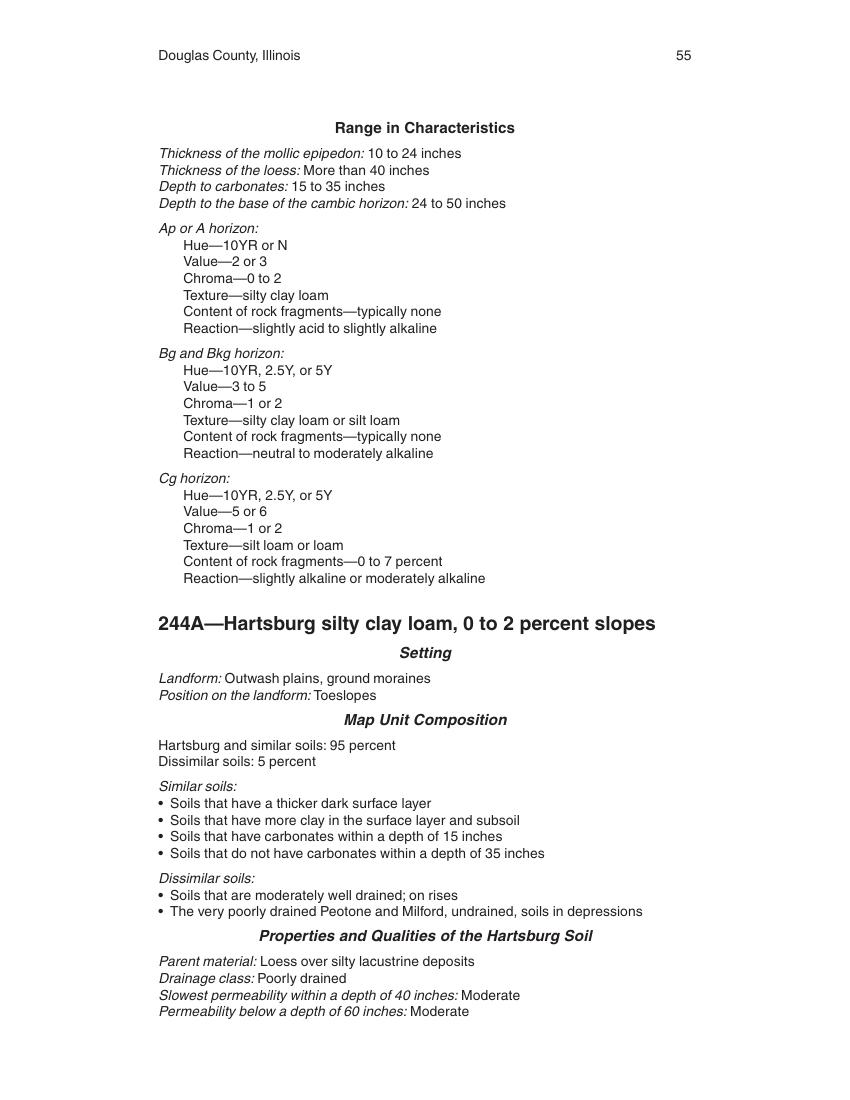 Douglas County, Illinois 55
Range in Characteristics
Thickness of the mollic epipedon: 10 to 24 inches
Thickness of the loess: More than 40 inches
Depth to carbonates: 15 to 35 inches
Depth to the base of the cambic horizon: 24 to 50 inches
Ap or A horizon:
Hue—10YR or N
Value—2 or 3
Chroma—0 to 2
Texture—silty clay loam
Content of rock fragments—typically none
Reaction—slightly acid to slightly alkaline
Bg and Bkg horizon:
Hue—10YR, 2.5Y, or 5Y
Value—3 to 5
Chroma—1 or 2
Texture—silty clay loam or silt loam
Content of rock fragments—typically none
Reaction—neutral to moderately alkaline
Cg horizon:
Hue—10YR, 2.5Y, or 5Y
Value—5 or 6
Chroma—1 or 2
Texture—silt loam or loam
Content of rock fragments—0 to 7 percent
Reaction—slightly alkaline or moderately alkaline
244A—Hartsburg silty clay loam, 0 to 2 percent slopes
Setting
Landform: Outwash plains, ground moraines
Position on the landform: Toeslopes
Map Unit Composition
Hartsburg and similar soils: 95 percent
Dissimilar soils: 5 percent
Similar soils:
• Soils that have a thicker dark surface layer
• Soils that have more clay in the surface layer and subsoil
• Soils that have carbonates within a depth of 15 inches
• Soils that do not have carbonates within a depth of 35 inches
Dissimilar soils:
• Soils that are moderately well drained; on rises
• The very poorly drained Peotone and Milford, undrained, soils in depressions
Properties and Qualities of the Hartsburg Soil
Parent material: Loess over silty lacustrine deposits
Drainage class: Poorly drained
Slowest permeability within a depth of 40 inches: Moderate
Permeability below a depth of 60 inches: Moderate